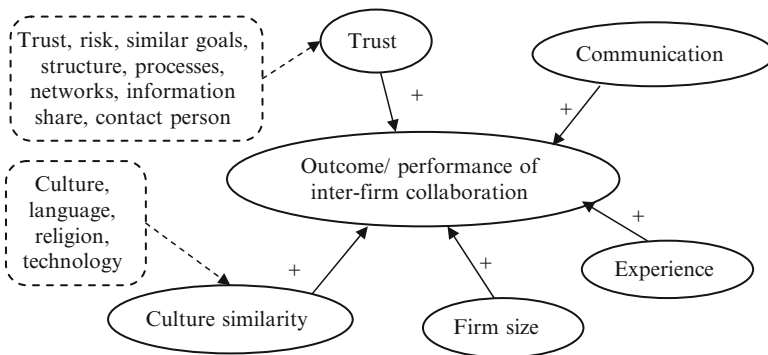 Trust, risk, similar goals,
structure, processes,
networks, information
share, contact person
Trust
Communication
+
+
Outcome/ performance of
inter-firm collaboration
Culture,
language,
religion,
technology
+
+
+
Experience
Culture similarity
Firm size